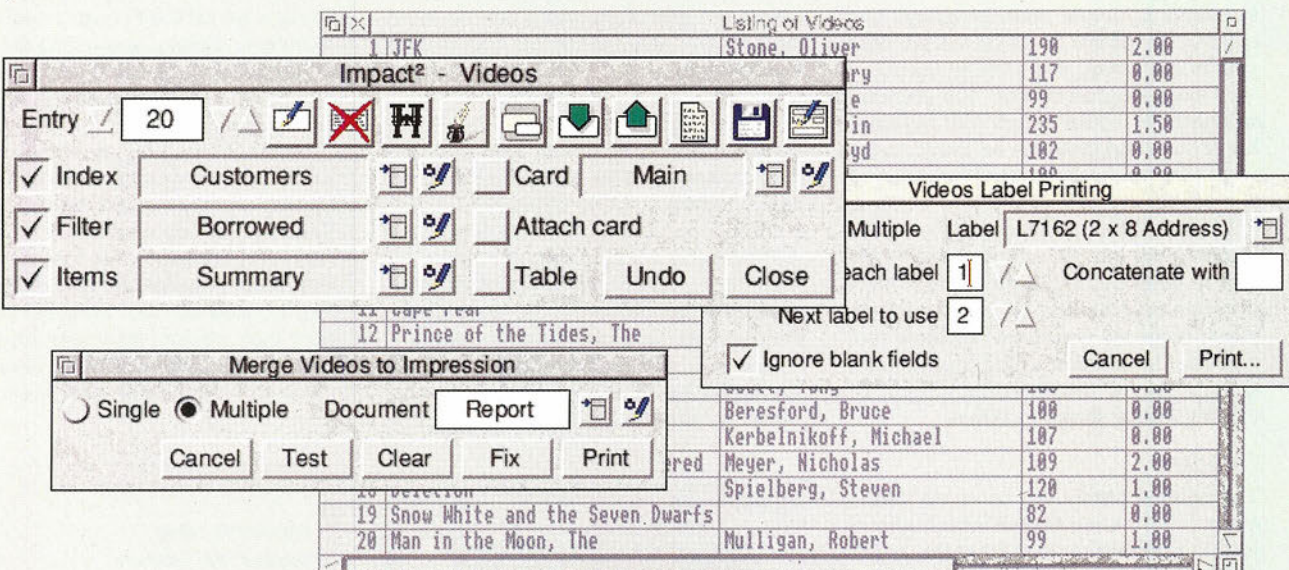 Listing of Videos
1 JFK Stone, Oliver 190 2.00
117 0.00
99 0.00
235 1.50
102 0.00
Impact² - Videos
Entry 20
Index Customers Card Main
Filter Borrowed Attach card
Items Summary Table Undo Close
Videos Label Printing
Multiple Label L7162 (2 x 8 Address)
each label 1 Concatenate with
Next label to use 2
Ignore blank fields Cancel Print...
12 Prince of the Tides, The
Merge Videos to Impression
Single Multiple Document Report
Cancel Test Clear Fix Print
Beresford, Bruce 108 0.00
Kerbelnikoff, Michael 107 0.00
ered Meyer, Nicholas 109 2.00
Spielberg, Steven 120 1.00
19 Snow White and the Seven Dwarfs 82 0.00
20 Man in the Moon, The Mulligan, Robert 99 1.00